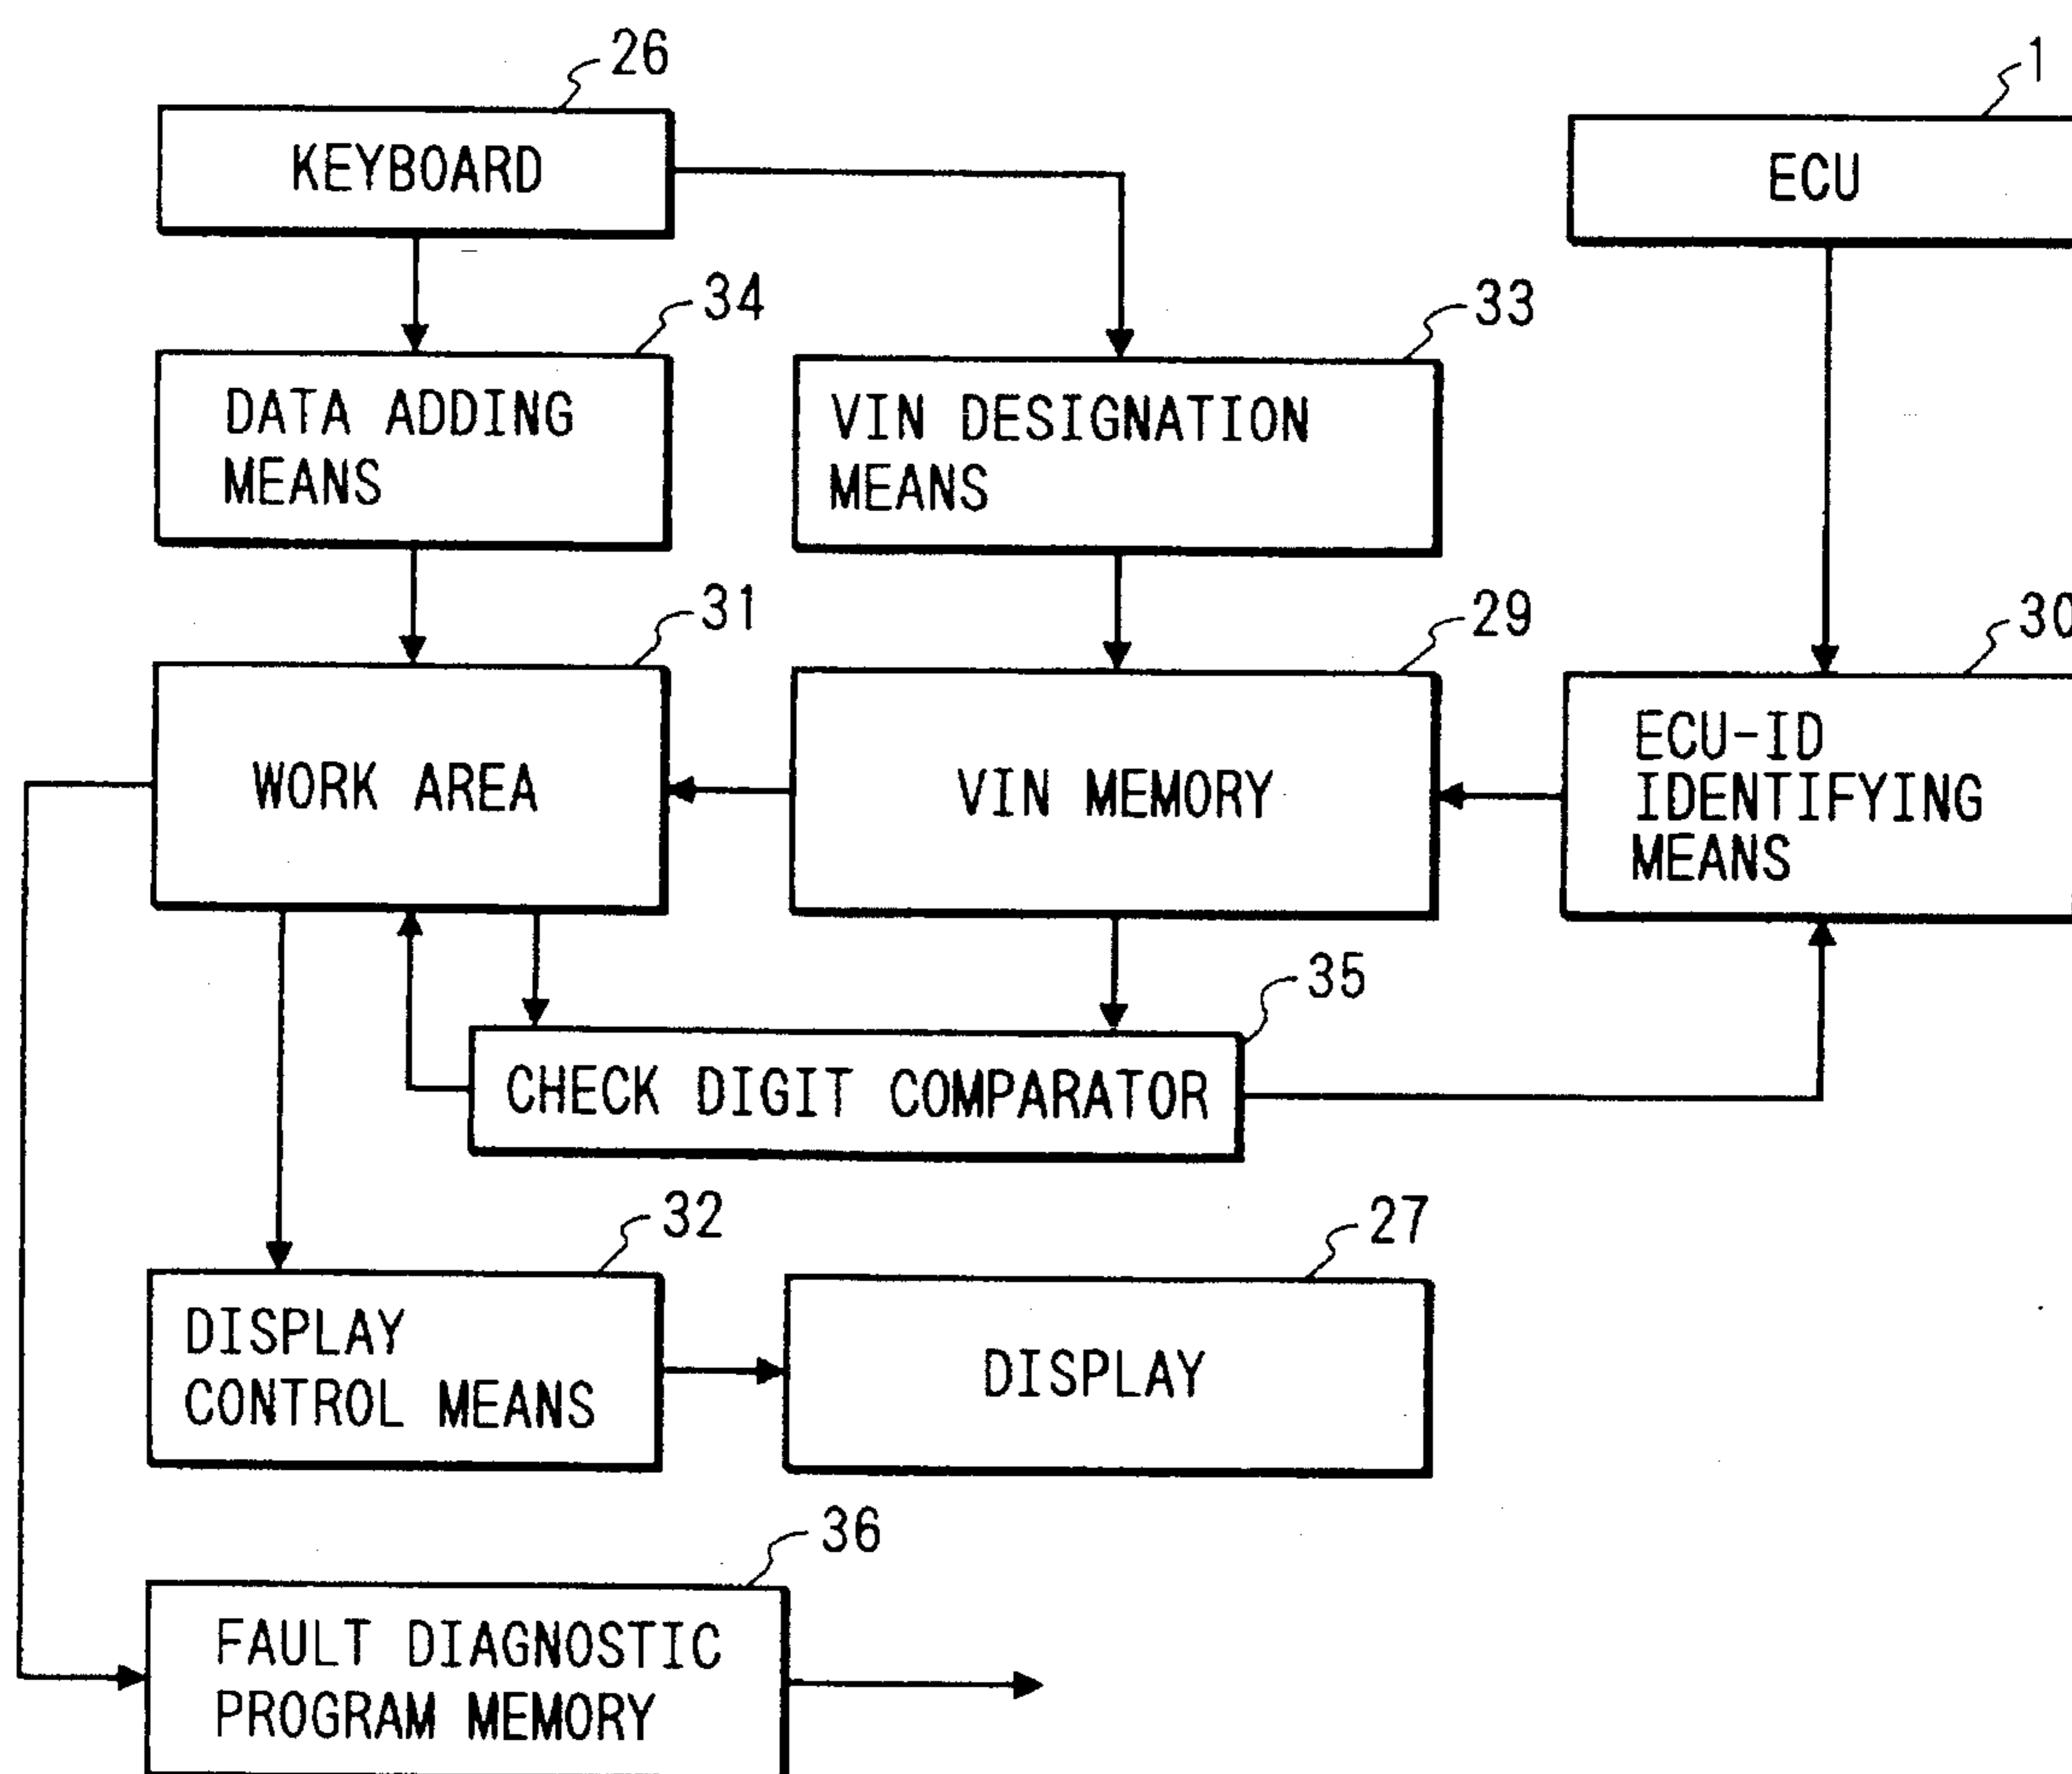 26
1
KEYBOARD
ECU
34
33
DATA ADDING
MEANS
VIN DESIGNATION
MEANS
31
29
30
WORK AREA
VIN MEMORY
ECU-ID
IDENTIFYING
MEANS
35
CHECK DIGIT COMPARATOR
32
27
DISPLAY
CONTROL MEANS
DISPLAY
36
FAULT DIAGNOSTIC
PROGRAM MEMORY